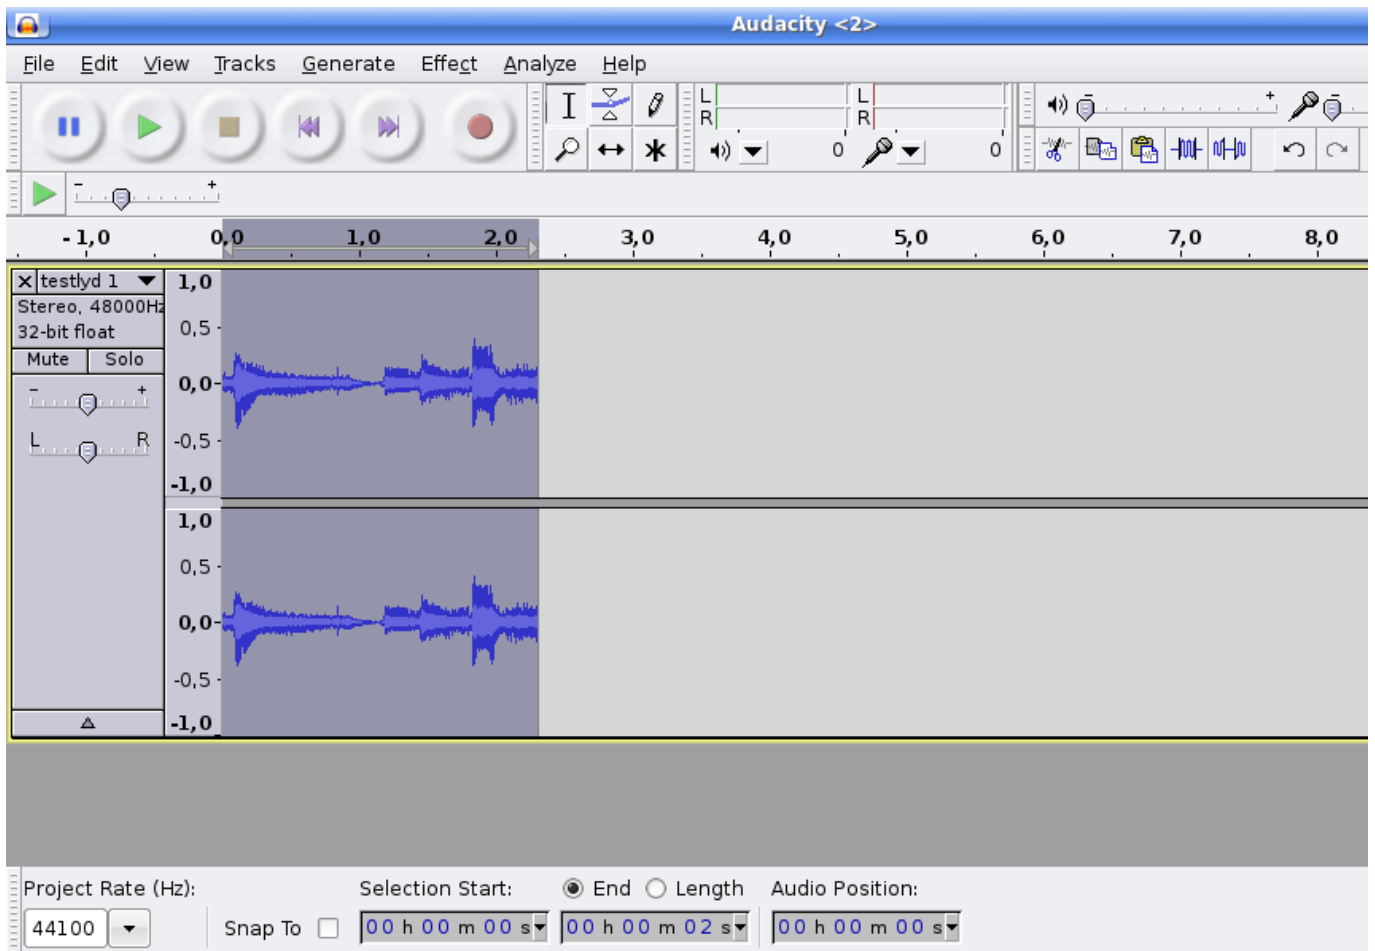 Audacity <2>
File Edit View Tracks Generate Effect Analyze Help
L
R
L
R
0
0
- +
-1,0 0,0 1,0 2,0 3,0 4,0 5,0 6,0 7,0 8,0
testlyd 1
Stereo, 48000Hz
32-bit float
Mute Solo
- +
L R
1,0
0,5
0,0
-0,5
-1,0
1,0
0,5
0,0
-0,5
-1,0
Project Rate (Hz): Selection Start: End Length Audio Position:
44100 Snap To 00 h 00 m 00 s 00 h 00 m 02 s 00 h 00 m 00 s